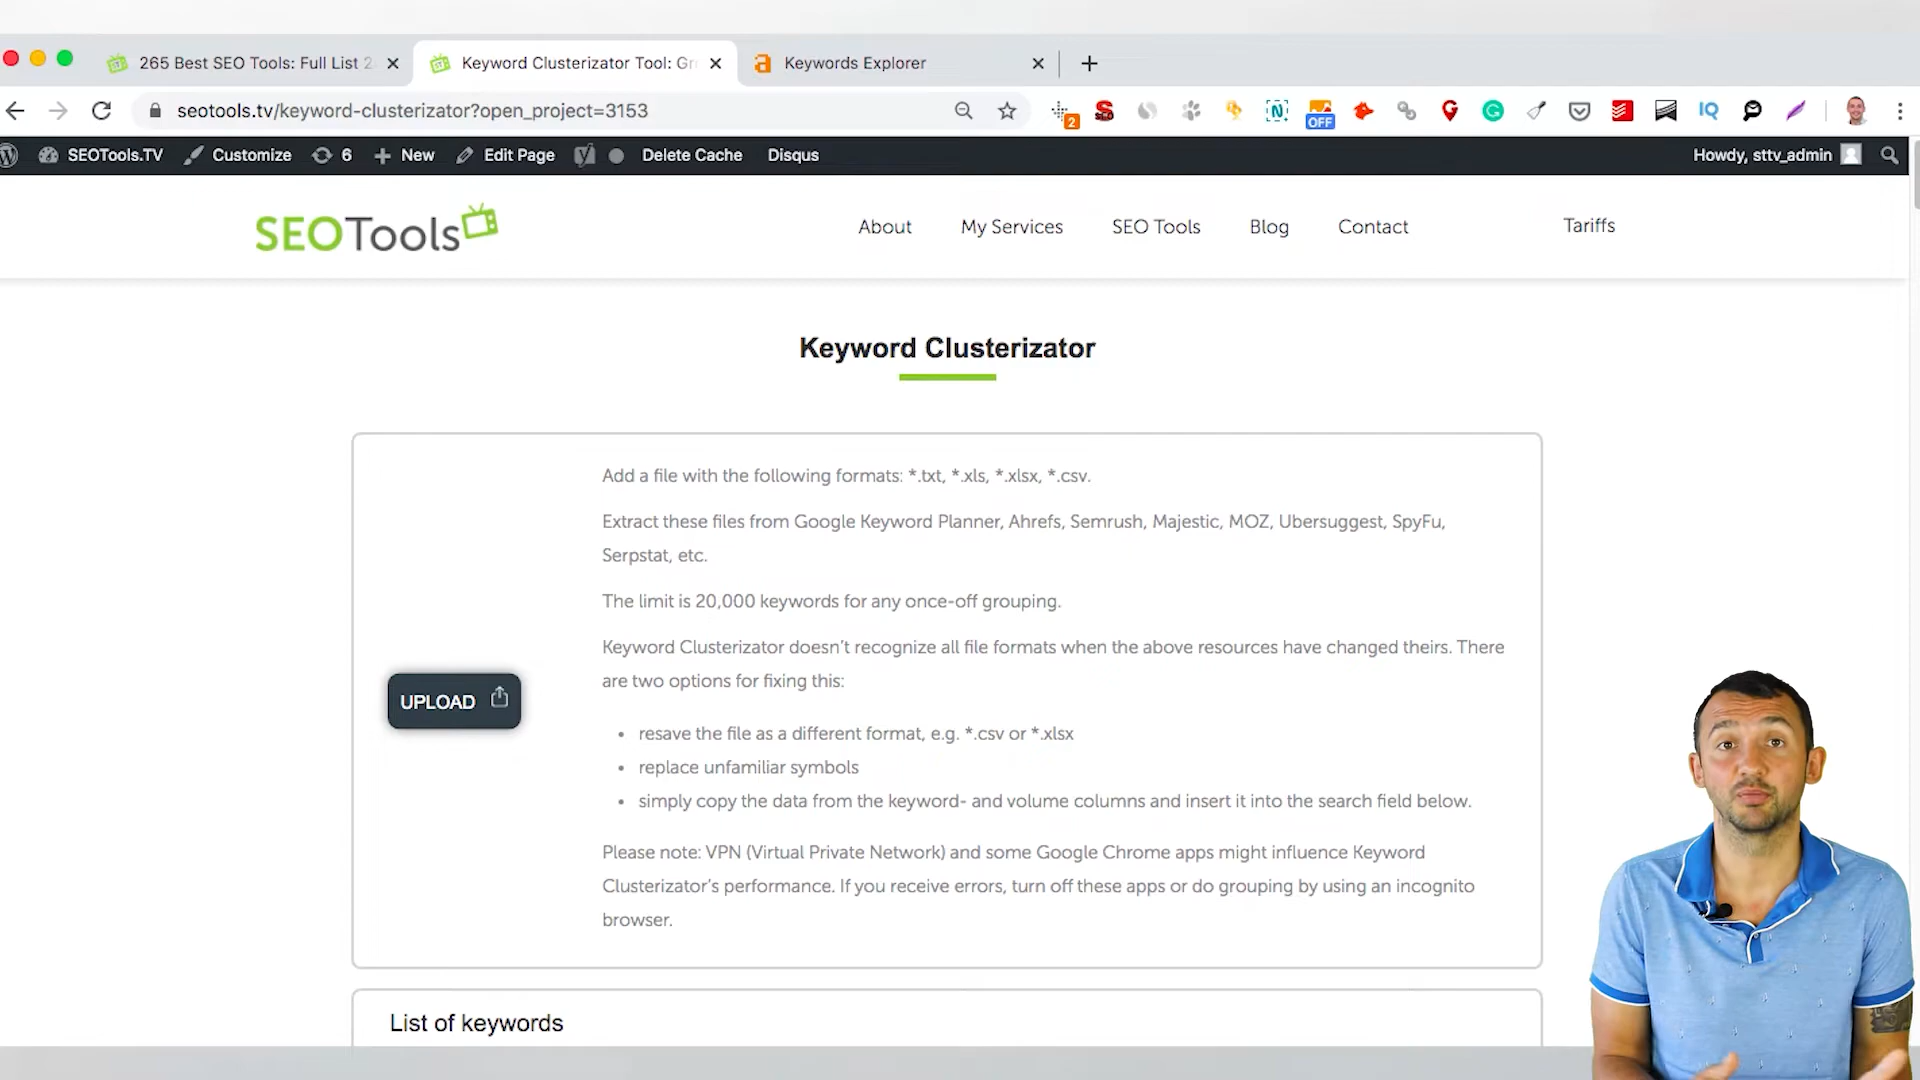 265 Best SEO Tools: Full List 2
Keyword Clusterizator Tool: Gr
Keywords Explorer
seotools.tv/keyword-clusterizator?open_project=3153
2
OFF
IQ
SEOTools.TV
Customize
6
New
Edit Page
Delete Cache
Disqus
Howdy, sttv_admin
SEOTools
About
My Services
SEO Tools
Blog
Contact
Tariffs
Keyword Clusterizator
Add a file with the following formats: *.txt, *.xls, *.xlsx, *.csv.
Extract these files from Google Keyword Planner, Ahrefs, Semrush, Majestic, MOZ, Ubersuggest, SpyFu,
Serpstat, etc.
The limit is 20,000 keywords for any once-off grouping.
Keyword Clusterizator doesn't recognize all file formats when the above resources have changed theirs. There
are two options for fixing this:
UPLOAD
• resave the file as a different format, e.g. *.csv or *.xlsx
• replace unfamiliar symbols
• simply copy the data from the keyword- and volume columns and insert it into the search field below.
Please note: VPN (Virtual Private Network) and some Google Chrome apps might influence Keyword
Clusterizator's performance. If you receive errors, turn off these apps or do grouping by using an incognito
browser.
List of keywords